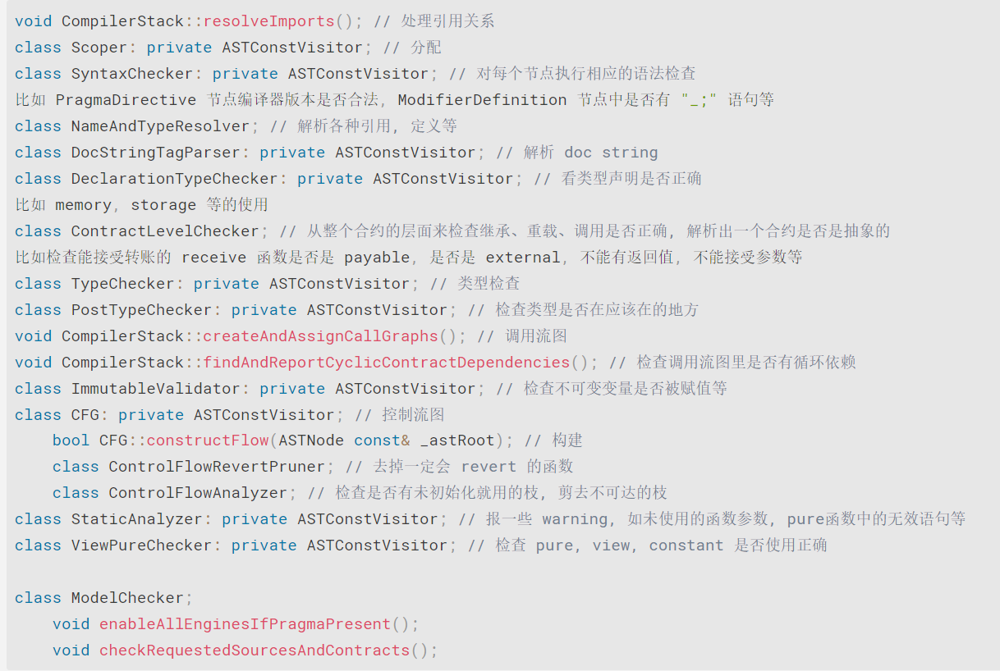 void CompilerStack::resolveImports(); // 处理引用关系
class Scoper: private ASTConstVisitor; // 分配
class SyntaxChecker: private ASTConstVisitor; // 对每个节点执行相应的语法检查
比如 PragmaDirective 节点编译器版本是否合法, ModifierDefinition 节点中是否有 "_;" 语句等
class NameAndTypeResolver; // 解析各种引用, 定义等
class DocStringTagParser: private ASTConstVisitor; // 解析 doc string
class DeclarationTypeChecker: private ASTConstVisitor; // 看类型声明是否正确
比如 memory, storage 等的使用
class ContractLevelChecker; // 从整个合约的层面来检查继承、重载、调用是否正确, 解析出一个合约是否是抽象的
比如检查能接受转账的 receive 函数是否是 payable, 是否是 external, 不能有返回值, 不能接受参数等
class TypeChecker: private ASTConstVisitor; // 类型检查
class PostTypeChecker: private ASTConstVisitor; // 检查类型是否在应该在的地方
void CompilerStack::createAndAssignCallGraphs(); // 调用流图
void CompilerStack::findAndReportCyclicContractDependencies(); // 检查调用流图里是否有循环依赖
class ImmutableValidator: private ASTConstVisitor; // 检查不可变变量是否被赋值等
class CFG: private ASTConstVisitor; // 控制流图
    bool CFG::constructFlow(ASTNode const& _astRoot); // 构建
    class ControlFlowRevertPruner; // 去掉一定会 revert 的函数
    class ControlFlowAnalyzer; // 检查是否有未初始化就用的枝, 剪去不可达的枝
class StaticAnalyzer: private ASTConstVisitor; // 报一些 warning, 如未使用的函数参数, pure函数中的无效语句等
class ViewPureChecker: private ASTConstVisitor; // 检查 pure, view, constant 是否使用正确
class ModelChecker;
    void enableAllEnginesIfPragmaPresent();
    void checkRequestedSourcesAndContracts();